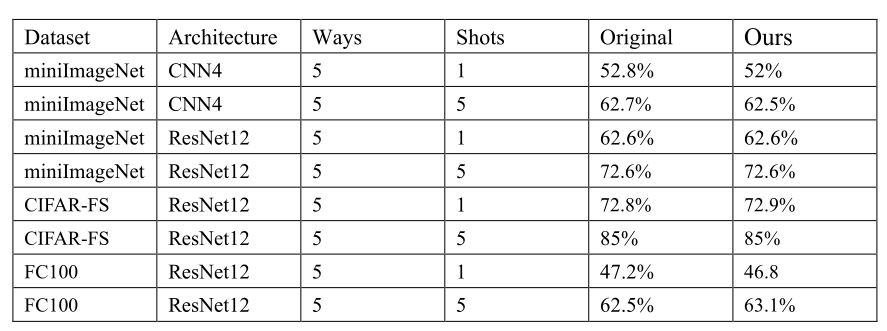 Dataset Architecture Ways Shots Original Ours
miniImageNet CNN4 5 1 52.8% 52%
miniImageNet CNN4 5 5 62.7% 62.5%
miniImageNet ResNet12 5 1 62.6% 62.6%
miniImageNet ResNet12 5 5 72.6% 72.6%
CIFAR-FS ResNet12 5 1 72.8% 72.9%
CIFAR-FS ResNet12 5 5 85% 85%
FC100 ResNet12 5 1 47.2% 46.8
FC100 ResNet12 5 5 62.5% 63.1%